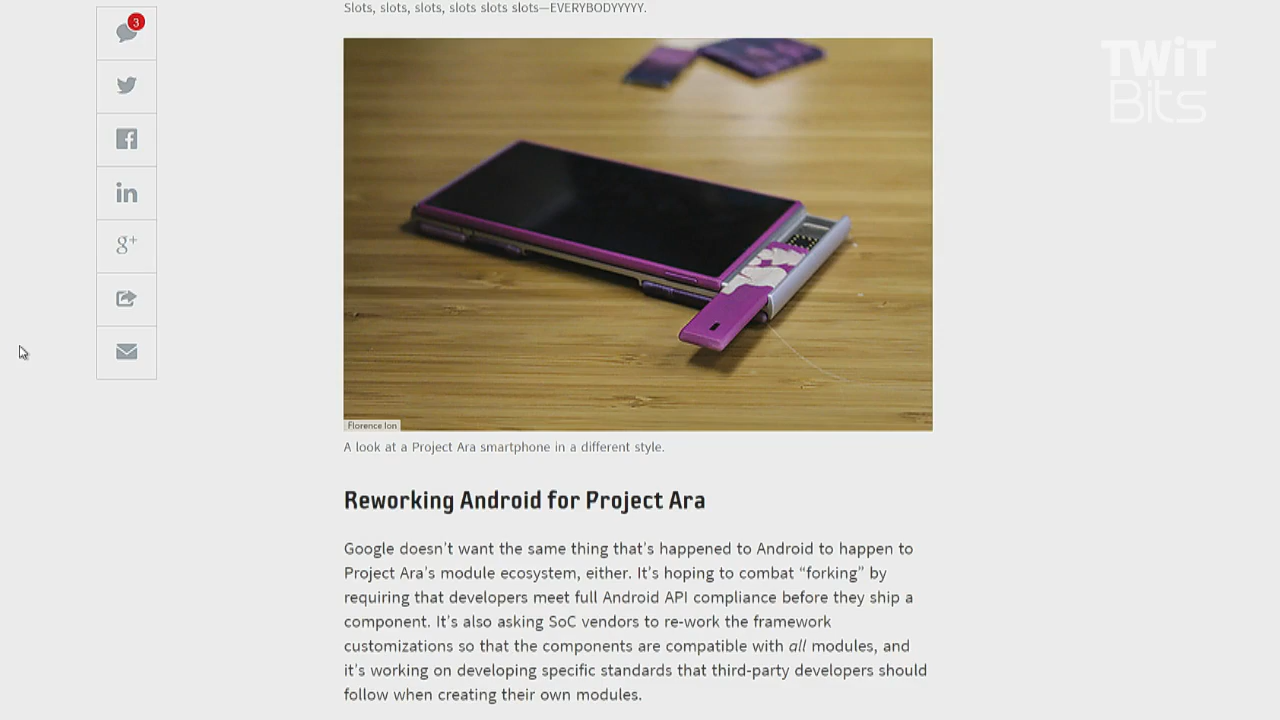 Slots, slots, slots, slots slots slots—EVERYBODYYYY.
3
TWiT
Bits
in
g+
Florence Ion
A look at a Project Ara smartphone in a different style.
Reworking Android for Project Ara
Google doesn’t want the same thing that’s happened to Android to happen to
Project Ara’s module ecosystem, either. It’s hoping to combat “forking” by
requiring that developers meet full Android API compliance before they ship a
component. It’s also asking SoC vendors to re-work the framework
customizations so that the components are compatible with all modules, and
it’s working on developing specific standards that third-party developers should
follow when creating their own modules.